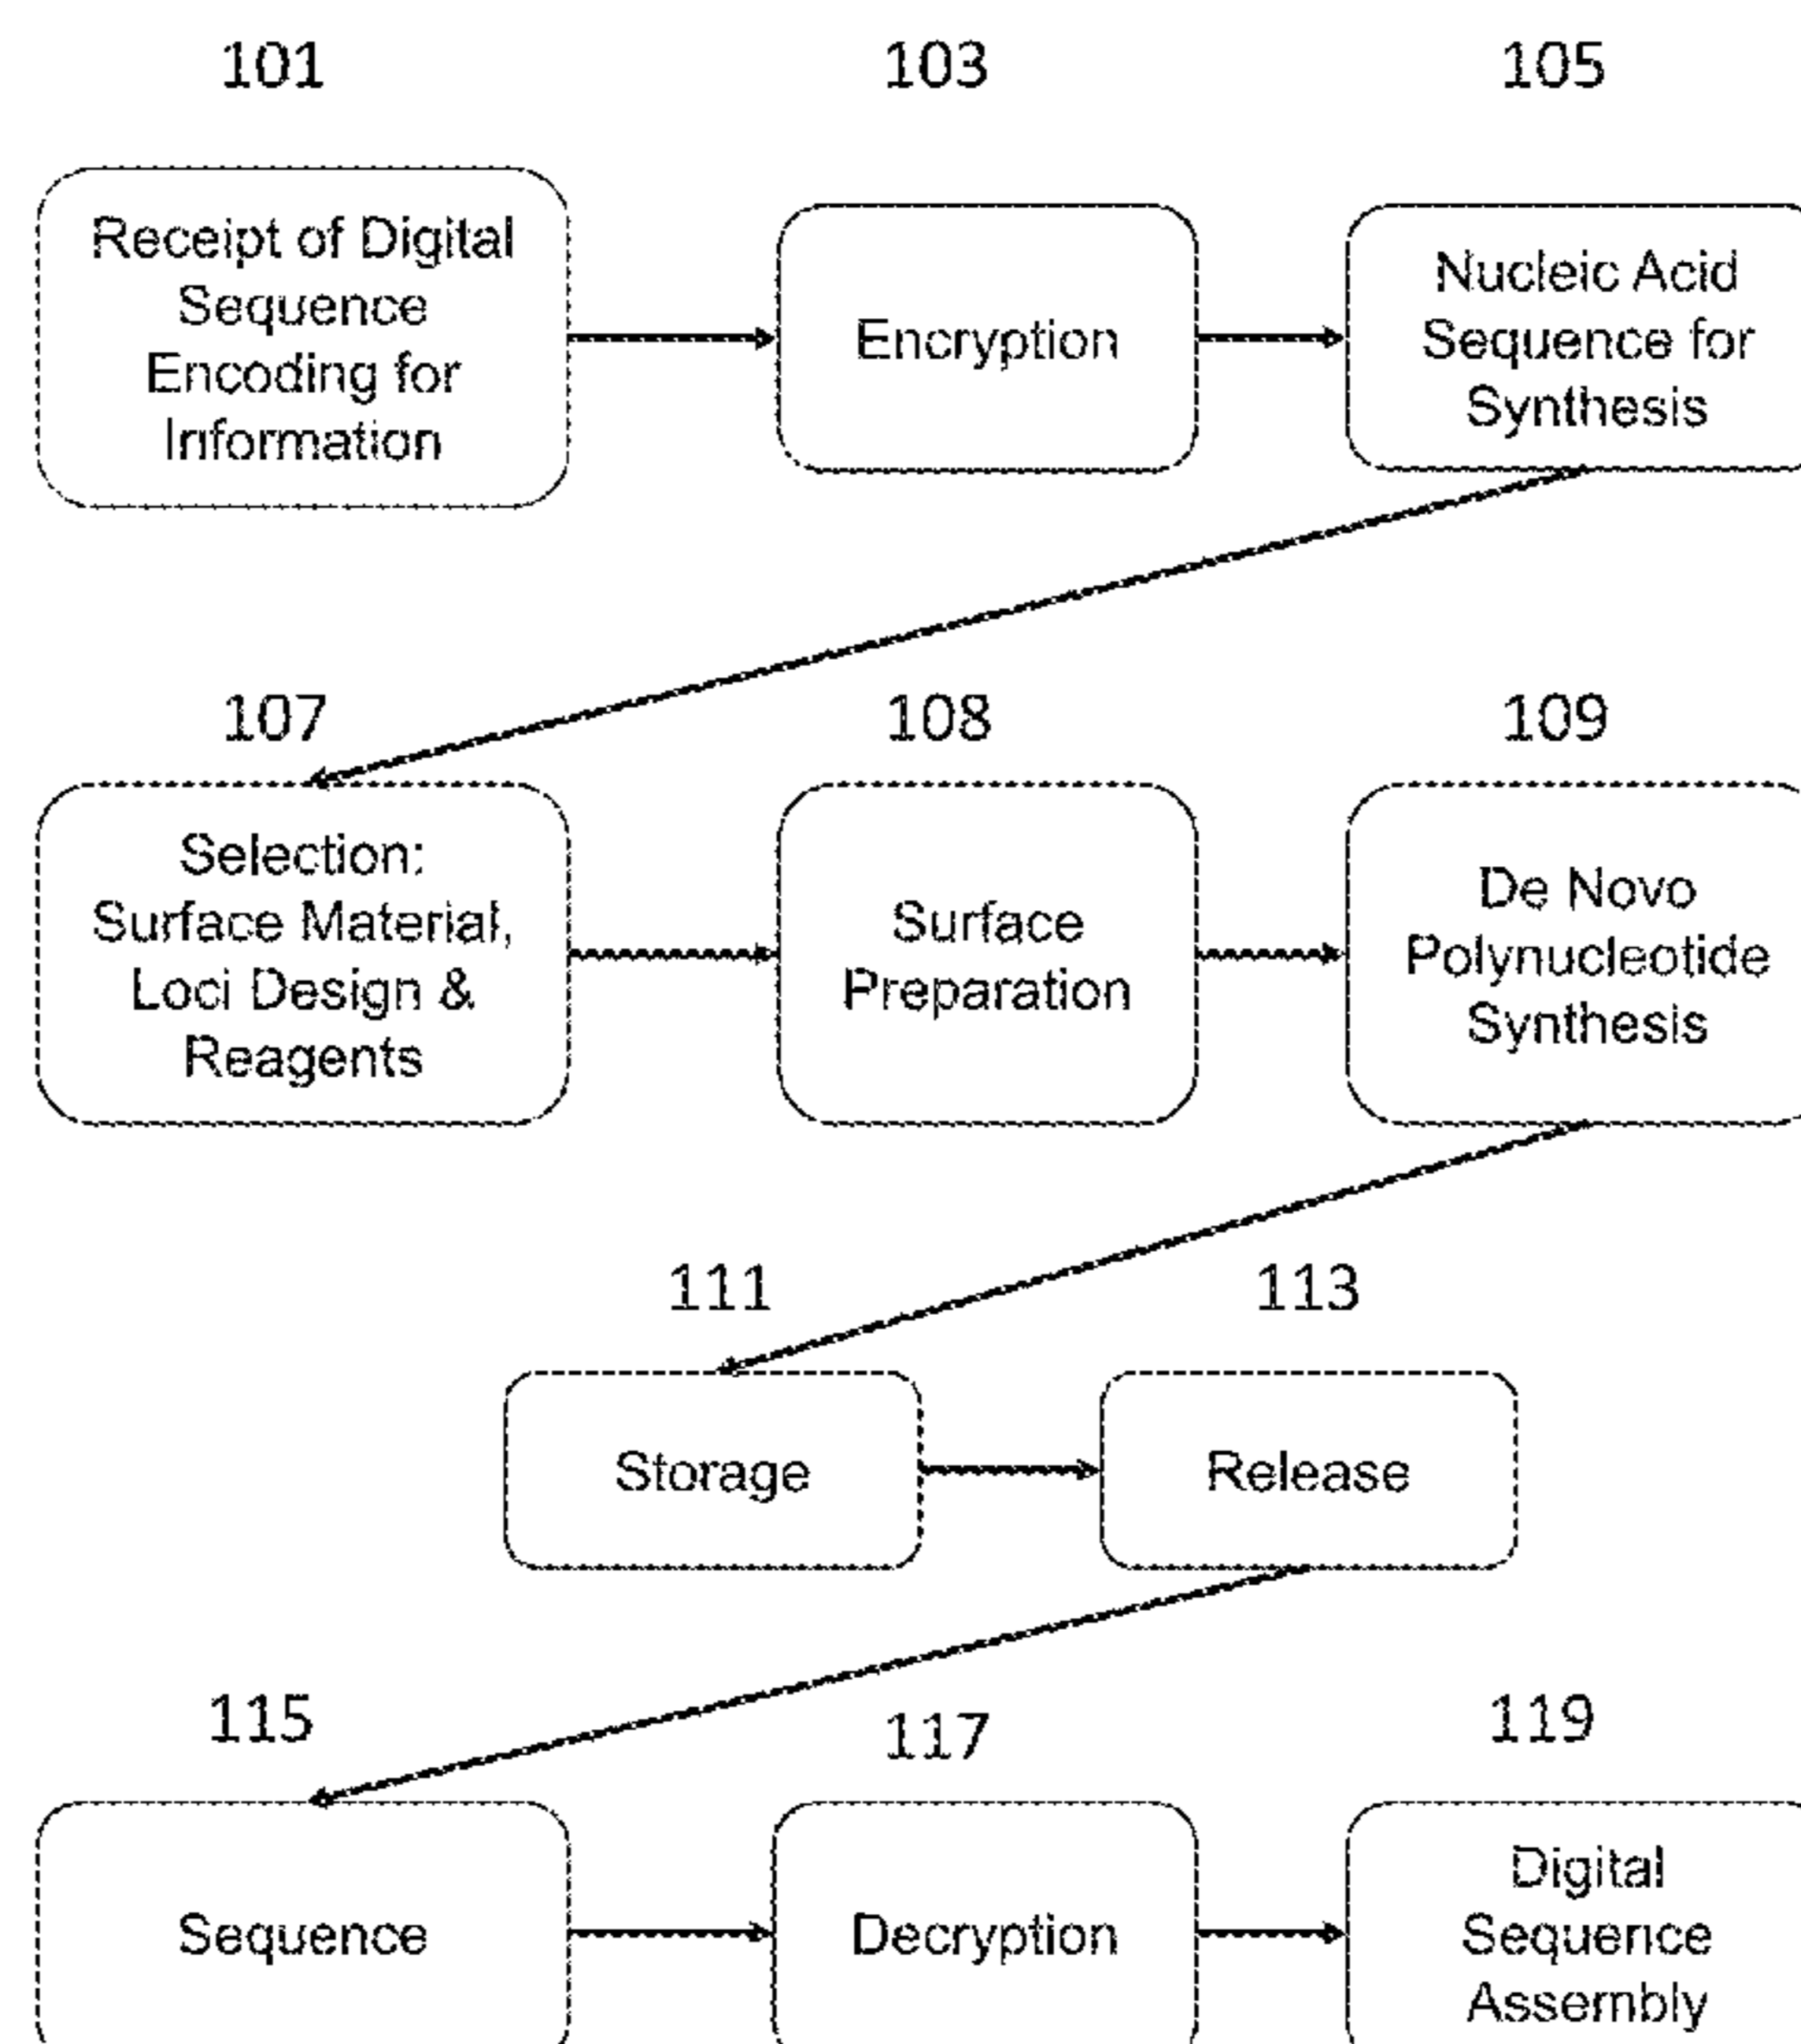 101
103
105
Receipt of Digital
Sequence
Encoding for
Information
Encryption
Nucleic Acid
Sequence for
Synthesis
107
108
109
Selection:
Surface Material,
Loci Design &
Reagents
Surface
Preparation
De Novo
Polynucleotide
Synthesis
111
113
Storage
Release
115
117
119
Sequence
Decryption
Digital
Sequence
Assembly